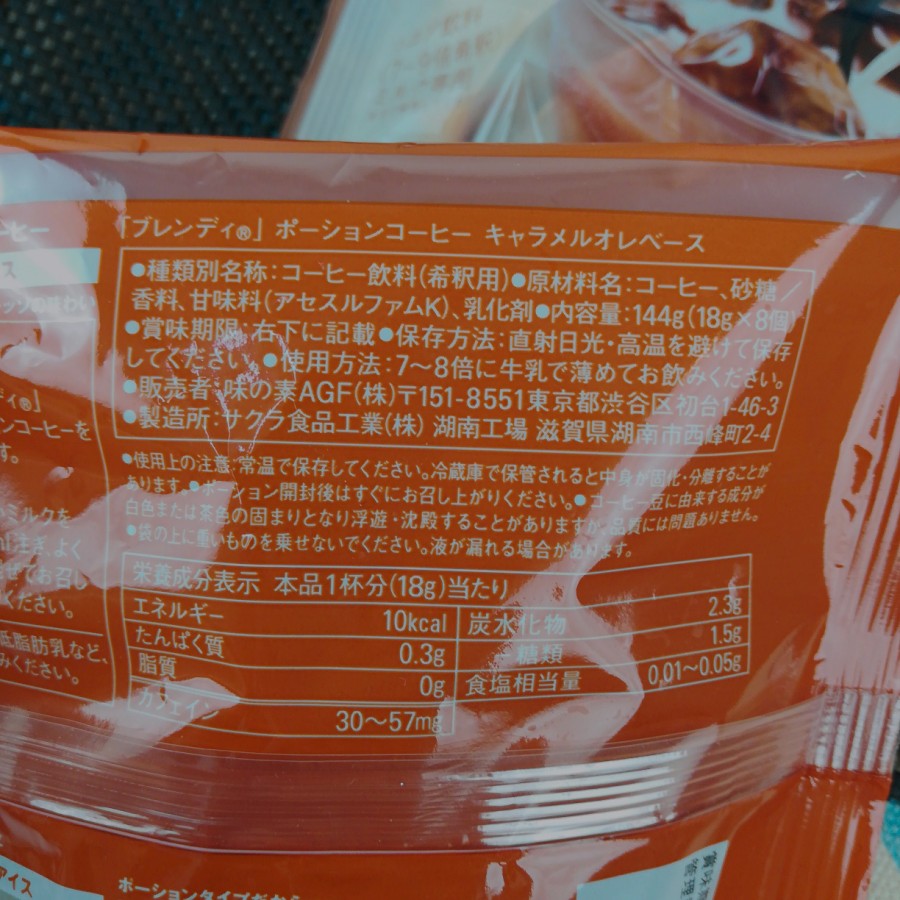 「ブレンディ®」 ポーションコーヒー キャラメルオレベース
●種類別名称:コーヒー飲料(希釈用)●原材料名:コーヒー、砂糖/
香料、甘味料(アセスルファムK)、乳化剤●内容量:144g(18g×8個)
●賞味期限:右下に記載●保存方法:直射日光・高温を避けて保存
してください。●使用方法:7〜8倍に牛乳で薄めてお飲みください。
●販売者:味の素AGF(株)〒151-8551東京都渋谷区初台1-46-3
●製造所:サクラ食品工業(株) 湖南工場 滋賀県湖南市西峰町2-4
●使用上の注意:常温で保存してください。冷蔵庫で保管されると中身が固化・分離することが
あります。●ポーション開封後はすぐにお召し上がりください。●コーヒー豆に由来する成分が
白色または茶色の固まりとなり浮遊・沈殿することがありますが、品質には問題ありません。
●袋の上に重いものを乗せないでください。液が漏れる場合があります。
栄養成分表示 本品1杯分(18g)当たり
エネルギー 10kcal
たんぱく質 0.3g
脂質 0g
カフェイン 30〜57mg
炭水化物 2.3g
糖類 1.5g
食塩相当量 0.01〜0.05g
コーヒーを
す。
ミルクを
注ぎ、よく
ください。
低脂肪乳など、
みください。
アイス
ポーションタイプだから